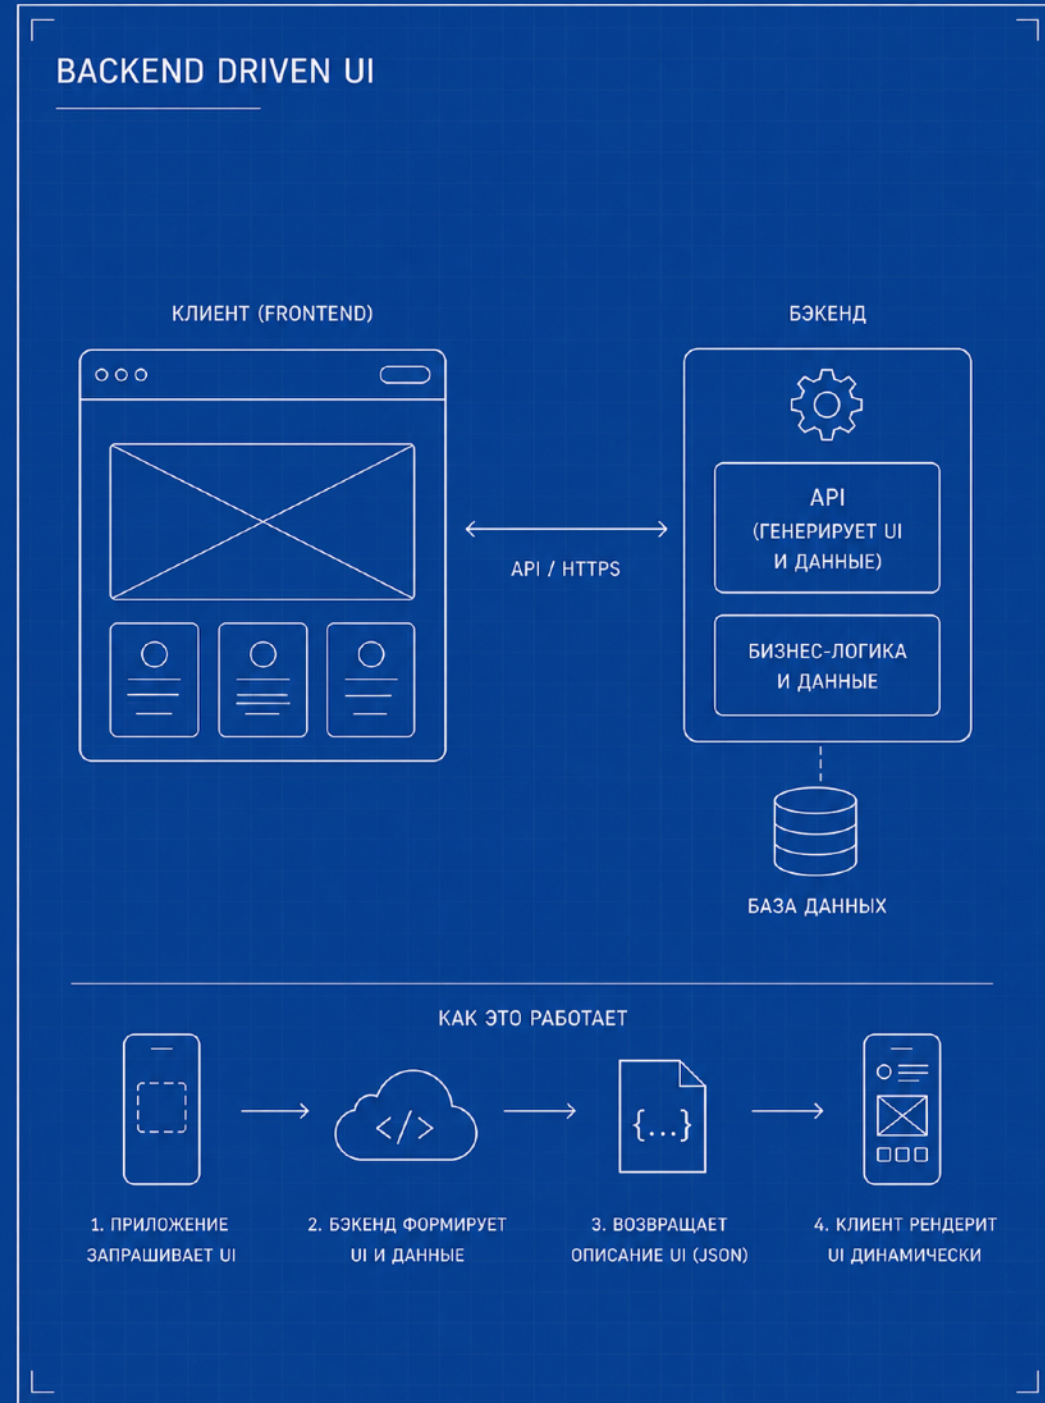 BACKEND DRIVEN UI
КЛИЕНТ (FRONTEND)
БЭКЕНД
API
(ГЕНЕРИРУЕТ UI
И ДАННЫЕ)
API / HTTPS
БИЗНЕС-ЛОГИКА
И ДАННЫЕ
БАЗА ДАННЫХ
КАК ЭТО РАБОТАЕТ
</>
{...}
1. ПРИЛОЖЕНИЕ
ЗАПРАШИВАЕТ UI
2. БЭКЕНД ФОРМИРУЕТ
UI И ДАННЫЕ
3. ВОЗВРАЩАЕТ
ОПИСАНИЕ UI (JSON)
4. КЛИЕНТ РЕНДЕРИТ
UI ДИНАМИЧЕСКИ